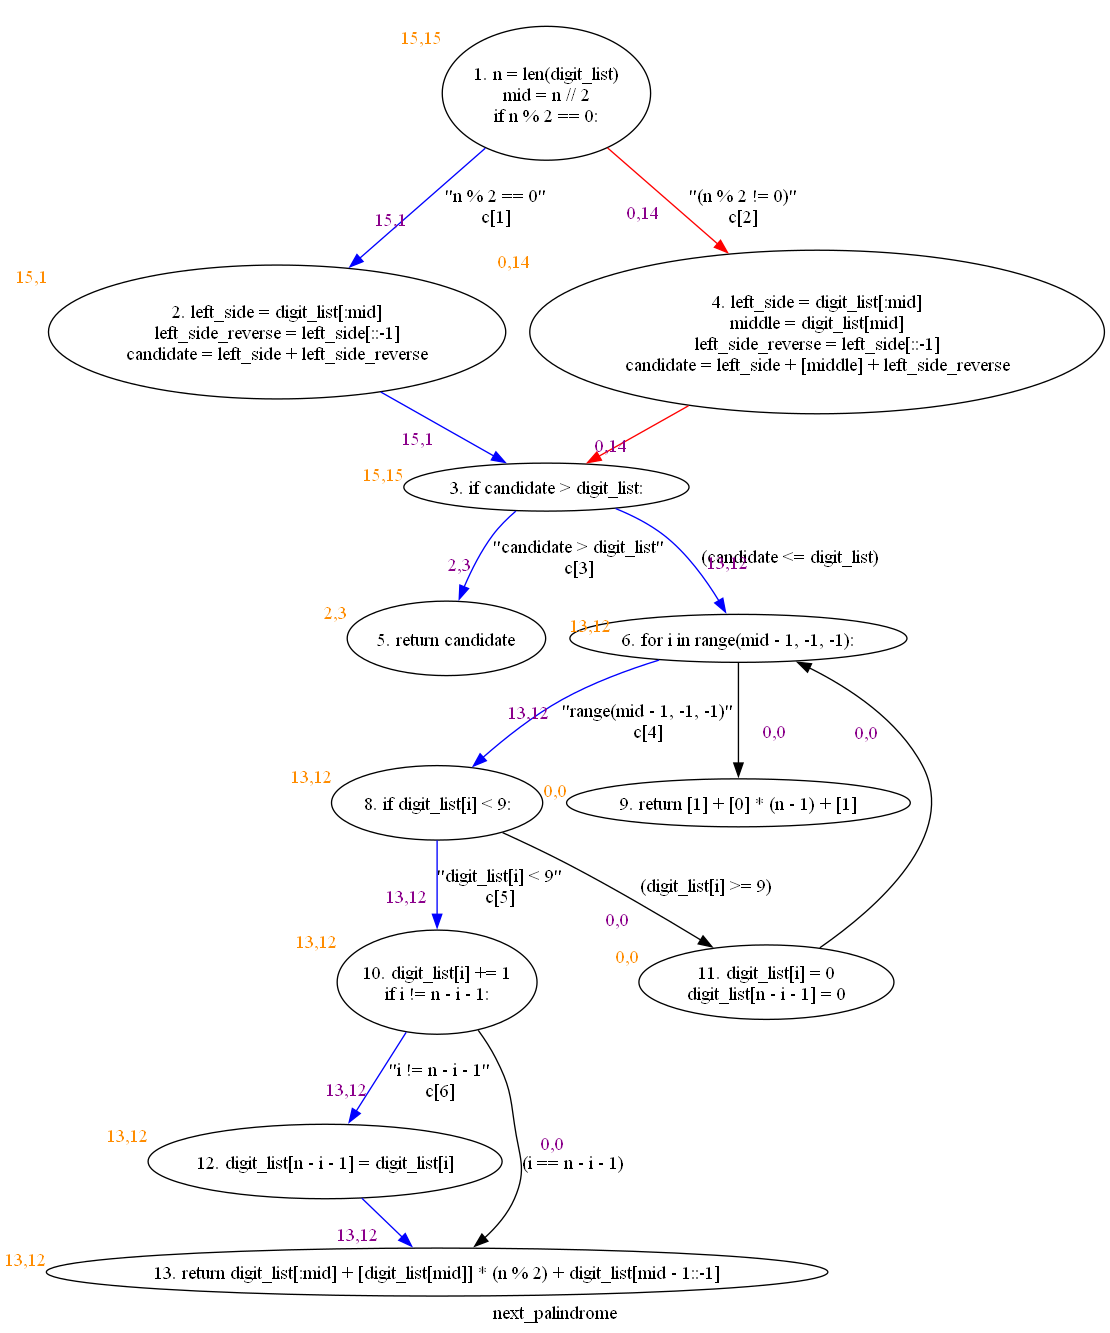 15,15
1. n = len(digit_list)
mid = n // 2
if n % 2 == 0:
"n % 2 == 0"
c[1]
15,1
"(n % 2 != 0)"
c[2]
0,14
15,1
2. left_side = digit_list[:mid]
left_side_reverse = left_side[::-1]
candidate = left_side + left_side_reverse
0,14
4. left_side = digit_list[:mid]
middle = digit_list[mid]
left_side_reverse = left_side[::-1]
candidate = left_side + [middle] + left_side_reverse
15,1
0,14
15,15
3. if candidate > digit_list:
"candidate > digit_list"
c[3]
2,3
(candidate <= digit_list)
13,12
2,3
5. return candidate
13,12
6. for i in range(mid - 1, -1, -1):
"range(mid - 1, -1, -1)"
c[4]
13,12
0,0
0,0
13,12
8. if digit_list[i] < 9:
0,0
9. return [1] + [0] * (n - 1) + [1]
"digit_list[i] < 9"
c[5]
13,12
(digit_list[i] >= 9)
0,0
13,12
10. digit_list[i] += 1
if i != n - i - 1:
0,0
11. digit_list[i] = 0
digit_list[n - i - 1] = 0
"i != n - i - 1"
c[6]
13,12
0,0
(i == n - i - 1)
13,12
12. digit_list[n - i - 1] = digit_list[i]
13,12
13,12
13. return digit_list[:mid] + [digit_list[mid]] * (n % 2) + digit_list[mid - 1::-1]
next_palindrome